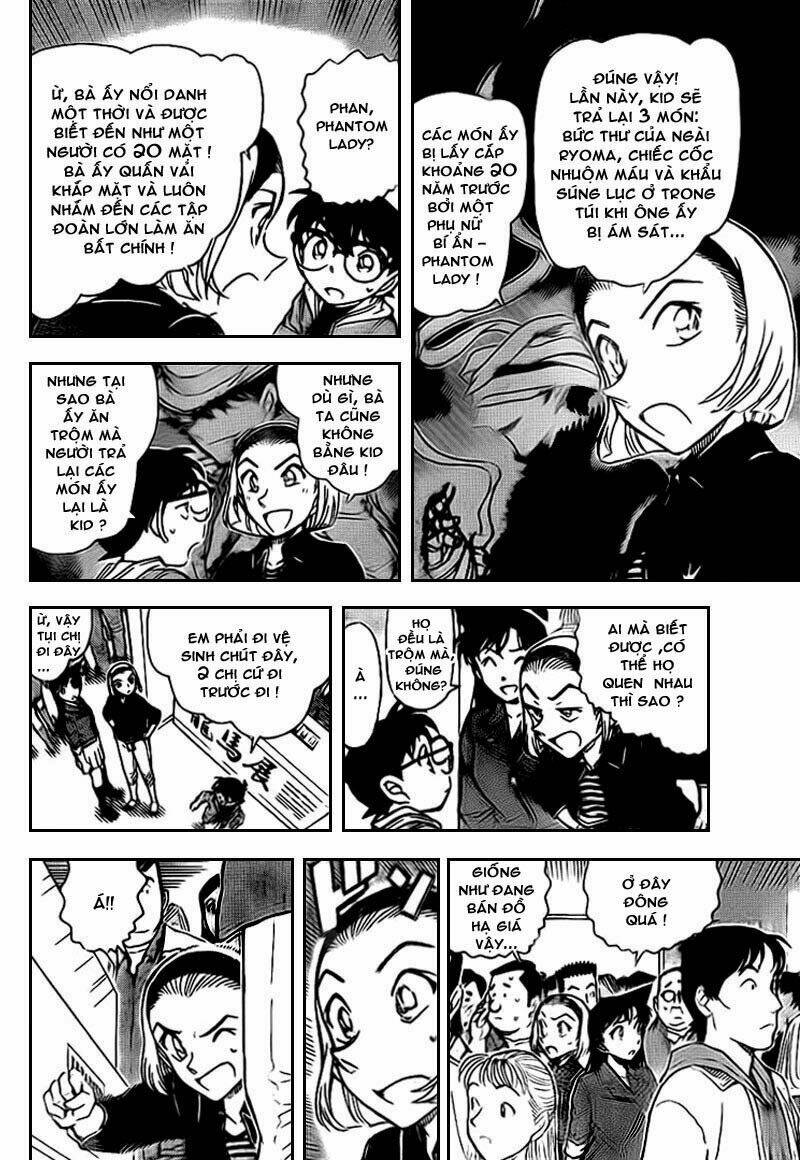 ĐÚNG VẬY!
LẦN NÀY, KID SẼ
TRẢ LẠI 3 MÓN:
BỨC THƯ CỦA NGÀI
RYOMA, CHIẾC CỐC
NHUỘM MÁU VÀ KHẨU
SÚNG LỤC Ở TRONG
TÚI KHI ÔNG ẤY
BỊ ÁM SÁT...
CÁC MÓN ẤY
BỊ LẤY CẮP
KHOẢNG 20
NĂM TRƯỚC
BỞI MỘT
PHỤ NỮ
BÍ ẨN –
PHANTOM
LADY !
PHAN,
PHANTOM
LADY?
Ừ, BÀ ẤY NỔI DANH
MỘT THỜI VÀ ĐƯỢC
BIẾT ĐẾN NHƯ MỘT
NGƯỜI CÓ 20 MẶT !
BÀ ẤY QUẤN VẢI
KHẮP MẶT VÀ LUÔN
NHẮM ĐẾN CÁC TẬP
ĐOÀN LỚN LÀM ĂN
BẤT CHÍNH !
NHƯNG
DÙ GÌ, BÀ
TA CŨNG
KHÔNG
BẰNG KID
ĐÂU !
NHƯNG TẠI
SAO BÀ
ẤY ĂN
TRỘM MÀ
NGƯỜI TRẢ
LẠI CÁC
MÓN ẤY
LẠI LÀ
KID ?
AI MÀ BIẾT
ĐƯỢC ,CÓ
THỂ HỌ
QUEN NHAU
THÌ SAO ?
HỌ
ĐỀU LÀ
TRỘM MÀ,
ĐÚNG
KHÔNG?
À
...
EM PHẢI ĐI VỆ
SINH CHÚT ĐÂY,
2 CHỊ CỨ ĐI
TRƯỚC ĐI !
Ừ, VẬY
TỤI CHỊ
ĐI ĐÂY
...
龍馬展
Ở ĐÂY
ĐÔNG
QUÁ !
GIỐNG
NHƯ ĐANG
BÁN ĐỒ
HẠ GIÁ
VẬY...
Á!!